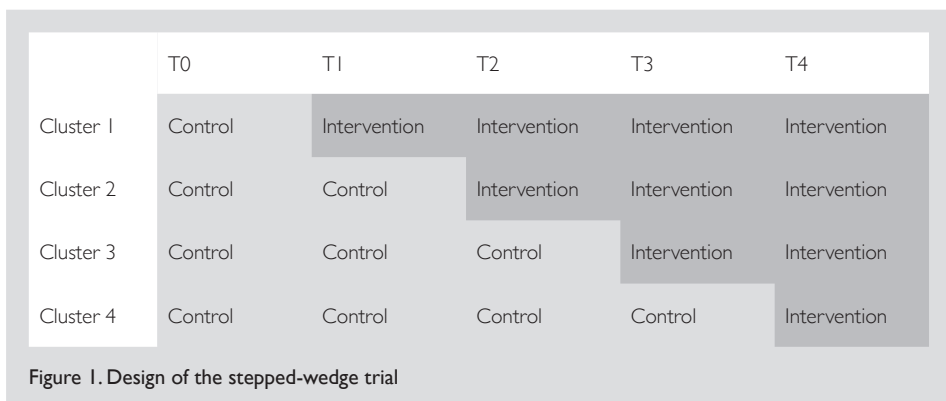 T0 T1 T2 T3 T4
Cluster 1 Control Intervention Intervention Intervention Intervention
Cluster 2 Control Control Intervention Intervention Intervention
Cluster 3 Control Control Control Intervention Intervention
Cluster 4 Control Control Control Control Intervention
Figure 1. Design of the stepped-wedge trial